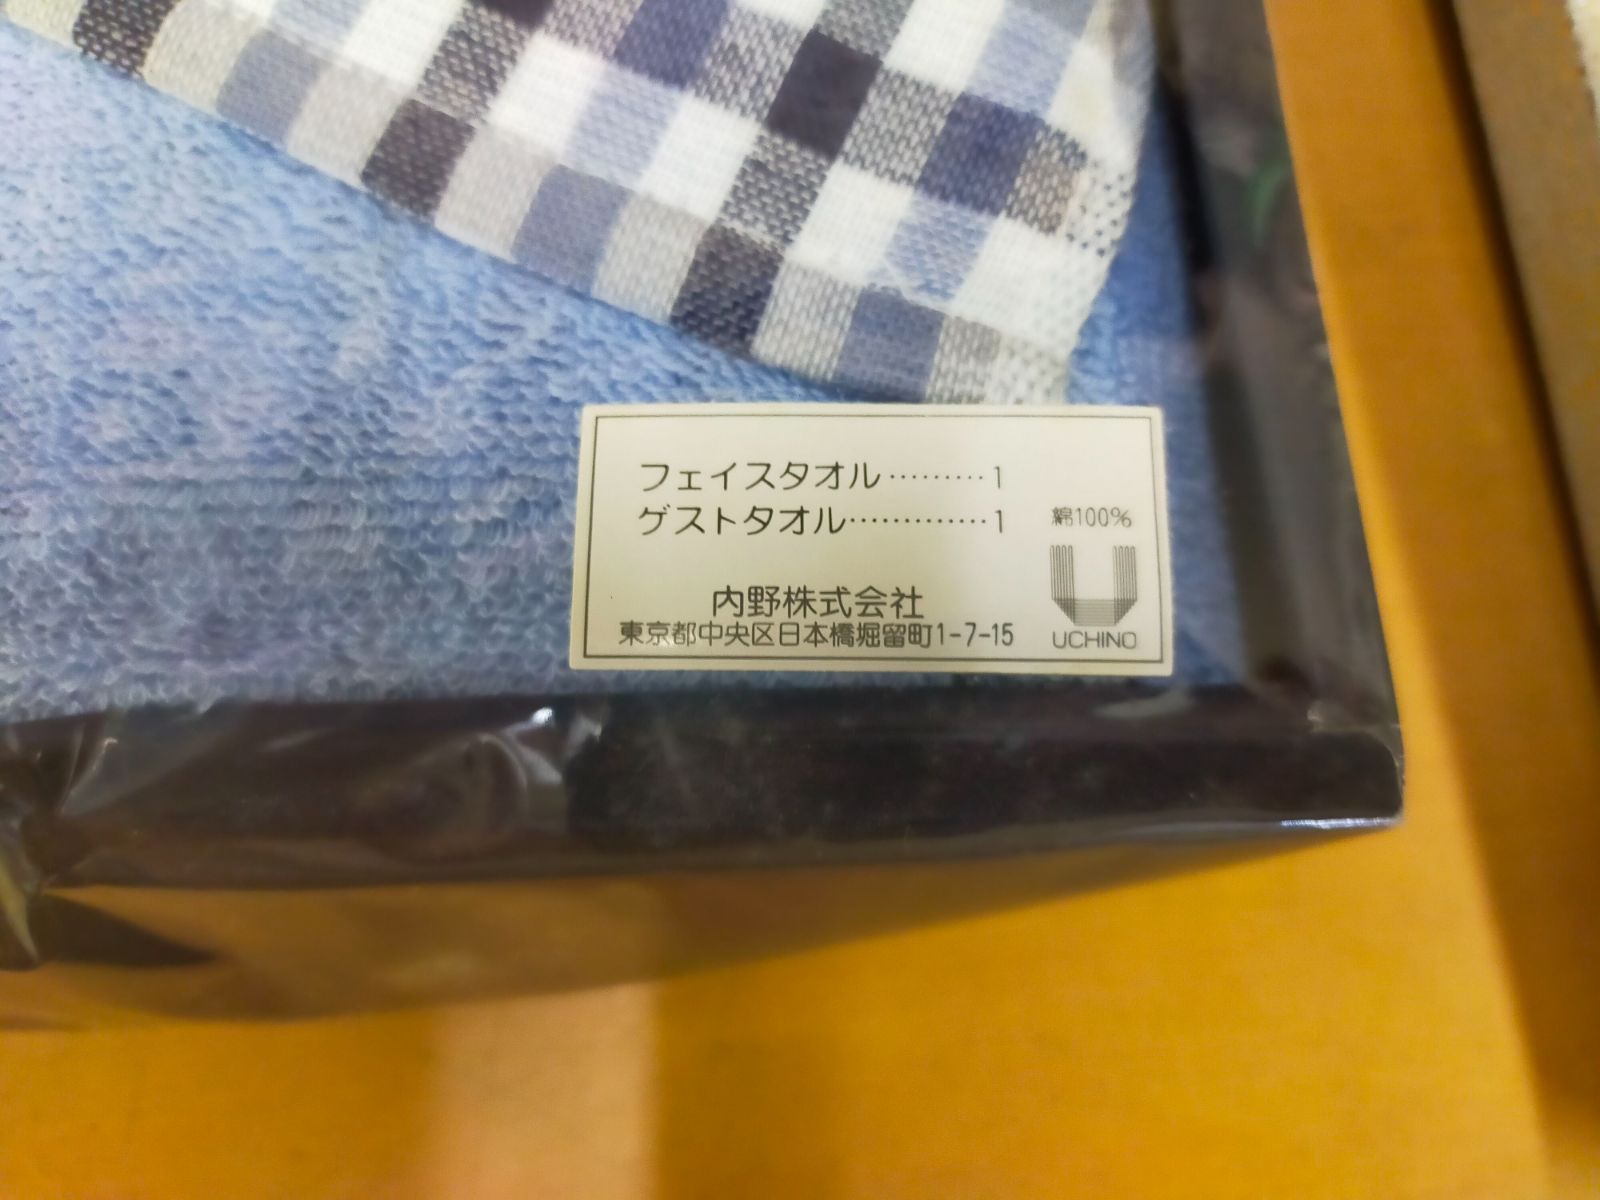 フェイスタオル………1
ゲストタオル…………1
綿100%
内野株式会社
東京都中央区日本橋堀留町1-7-15
UCHINO